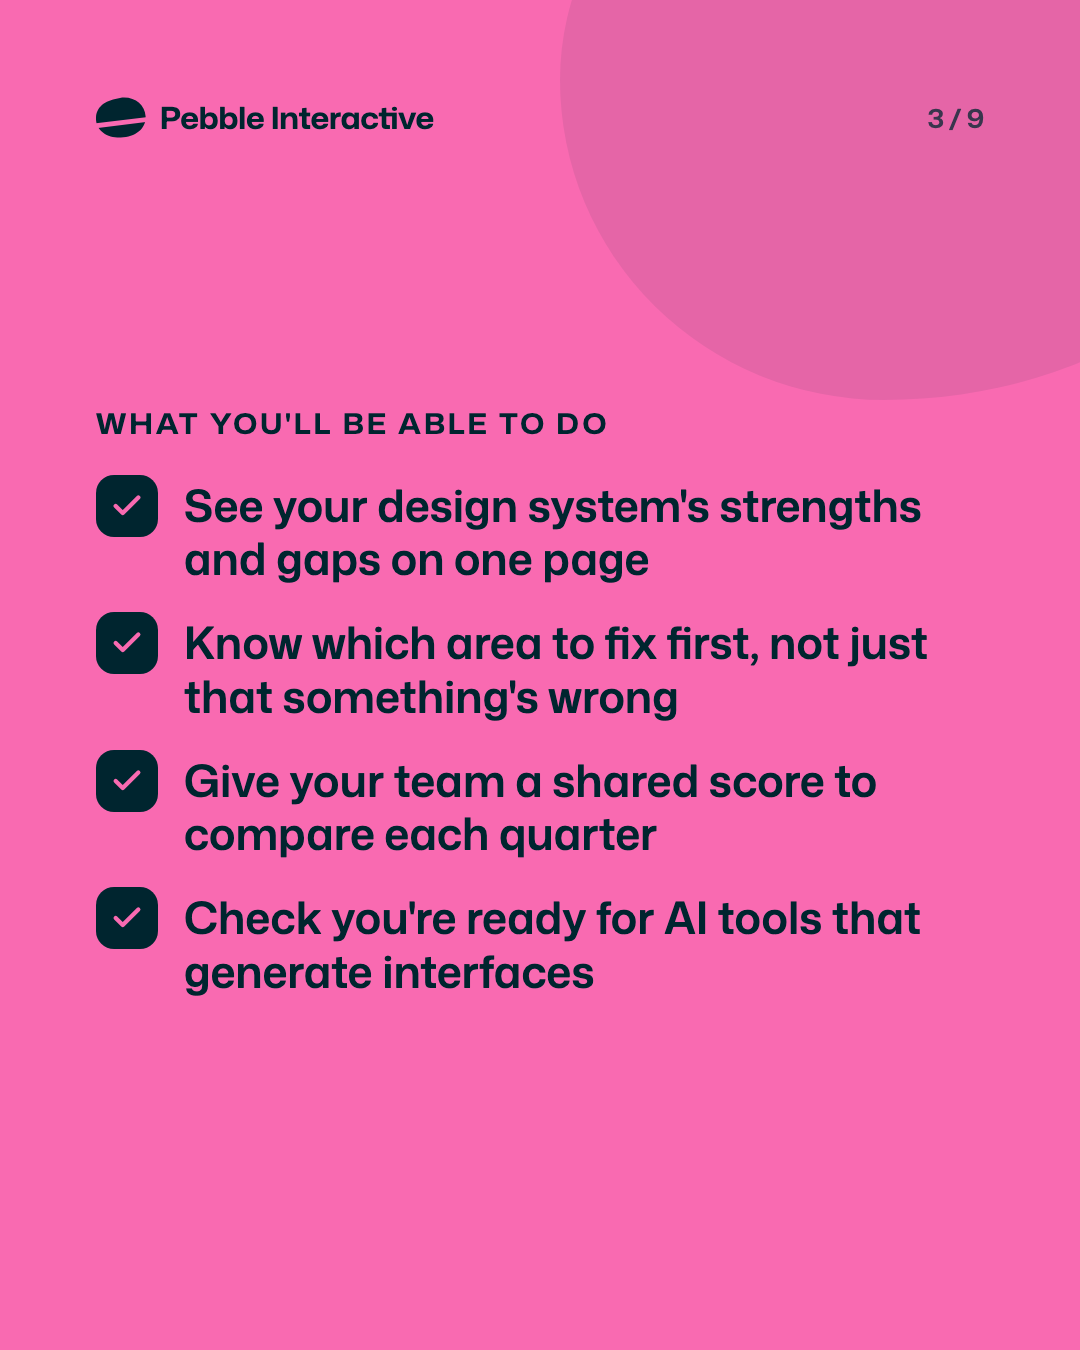 Pebble Interactive
3 / 9
WHAT YOU'LL BE ABLE TO DO
See your design system's strengths
and gaps on one page
Know which area to fix first, not just
that something's wrong
Give your team a shared score to
compare each quarter
Check you're ready for AI tools that
generate interfaces